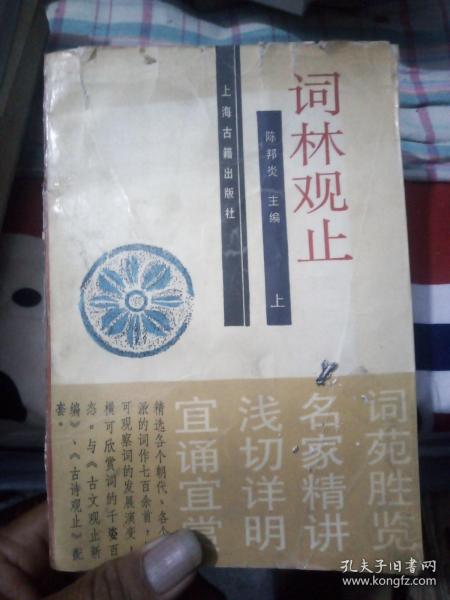 词林观止
陈邦炎 主编
上
上海古籍出版社
词苑胜览
名家精讲
浅切详明
宜诵宜赏
精选各个朝代、各个
派的词作七百余首，
可观察词的发展演变，
横可欣赏词的千姿百
态。与《古文观止新
编》、《古诗观止》配
套。
孔夫子旧书网
www.kongfz.com